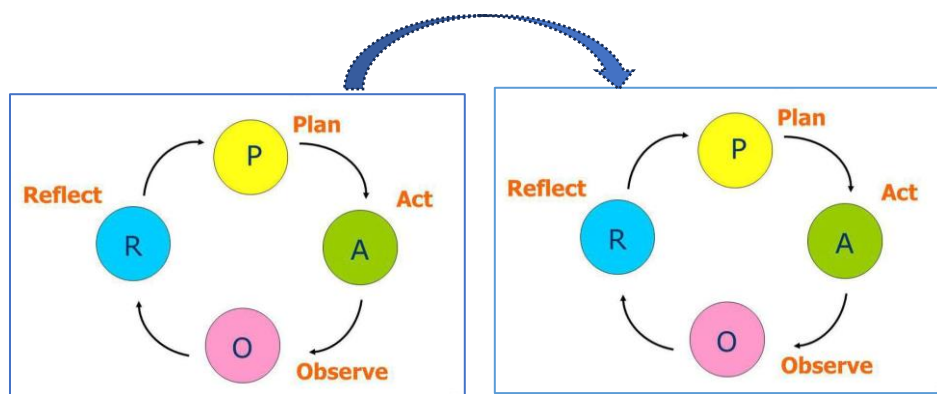 Plan
P
Reflect
Act
R
A
O
Observe
Plan
P
Reflect
Act
R
A
O
Observe